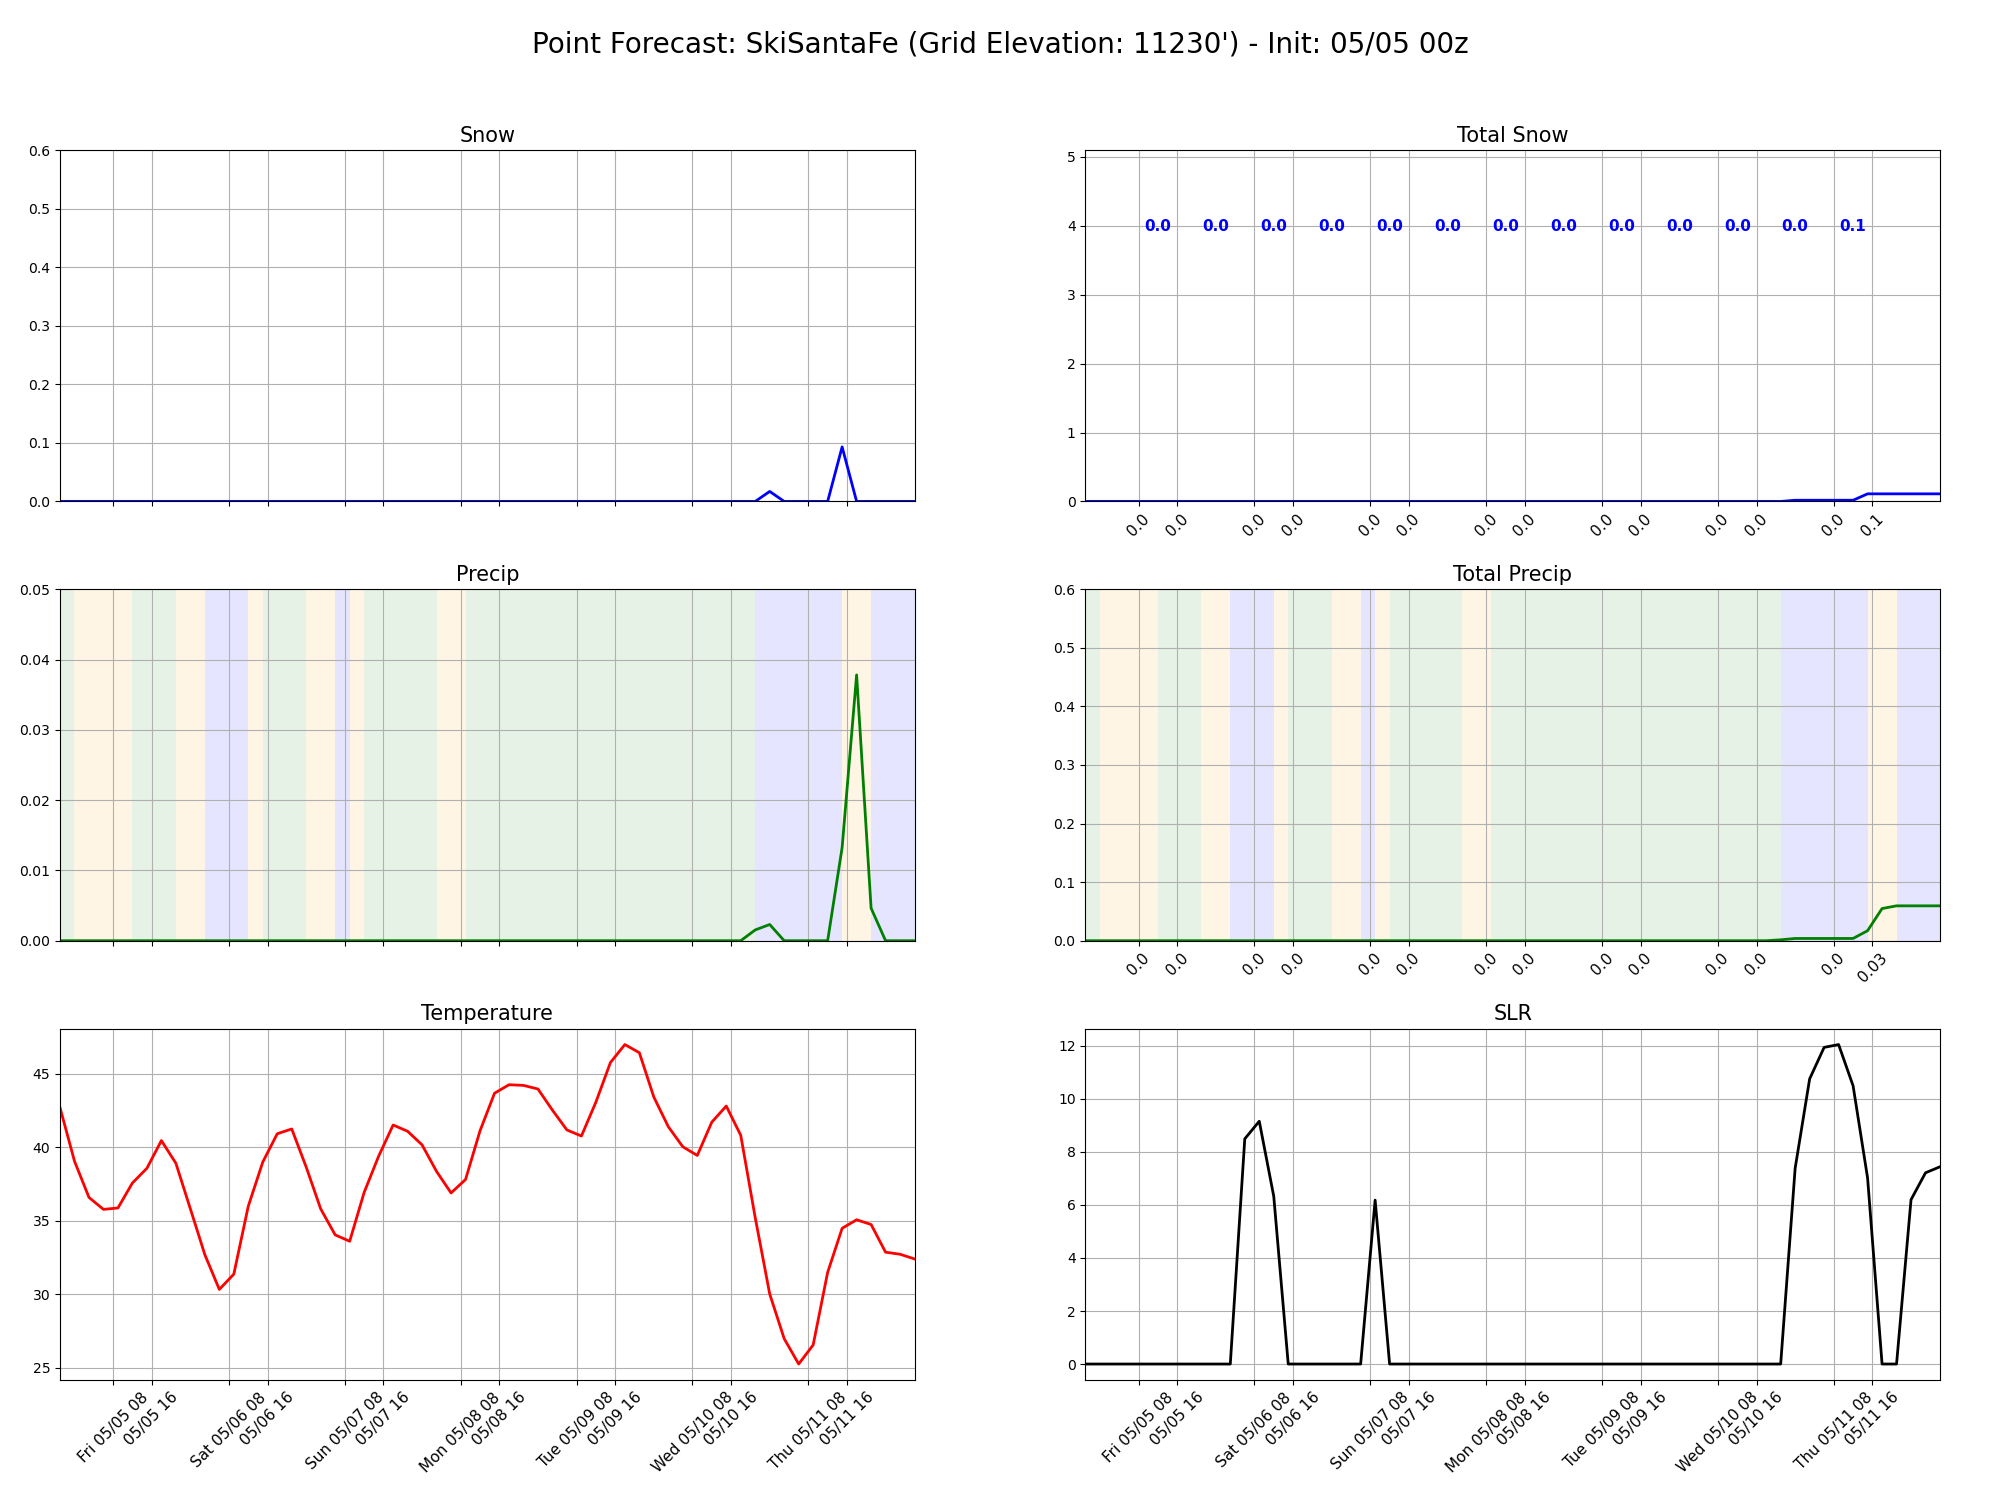 Point Forecast: SkiSantaFe (Grid Elevation: 11230') - Init: 05/05 00z
Snow
0.6
0.5
0.4
0.3
0.2
0.1
0.0
Total Snow
5
4
3
2
1
0
0.0 0.0 0.0 0.0 0.0 0.0 0.0 0.0 0.0 0.0 0.0 0.0 0.1
0.0 0.0 0.0 0.0 0.0 0.0 0.0 0.0 0.0 0.0 0.0 0.0 0.0 0.1
Precip
0.05
0.04
0.03
0.02
0.01
0.00
Total Precip
0.6
0.5
0.4
0.3
0.2
0.1
0.0
0.0 0.0 0.0 0.0 0.0 0.0 0.0 0.0 0.0 0.0 0.0 0.0 0.0 0.03
Temperature
45
40
35
30
25
Fri 05/05 08
05/05 16
Sat 05/06 08
05/06 16
Sun 05/07 08
05/07 16
Mon 05/08 08
05/08 16
Tue 05/09 08
05/09 16
Wed 05/10 08
05/10 16
Thu 05/11 08
05/11 16
SLR
12
10
8
6
4
2
0
Fri 05/05 08
05/05 16
Sat 05/06 08
05/06 16
Sun 05/07 08
05/07 16
Mon 05/08 08
05/08 16
Tue 05/09 08
05/09 16
Wed 05/10 08
05/10 16
Thu 05/11 08
05/11 16